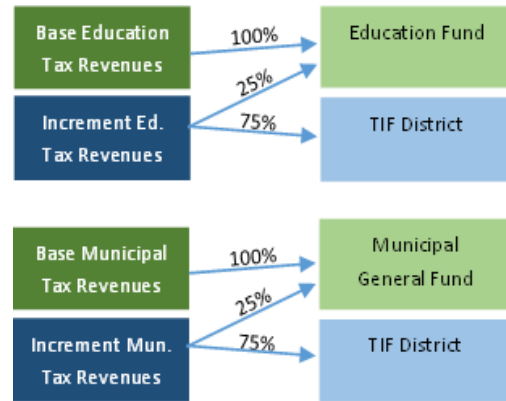 Base Education
Tax Revenues
100%
Education Fund
25%
Increment Ed.
Tax Revenues
75%
TIF District
Base Municipal
Tax Revenues
100%
Municipal
General Fund
25%
Increment Mun.
Tax Revenues
75%
TIF District